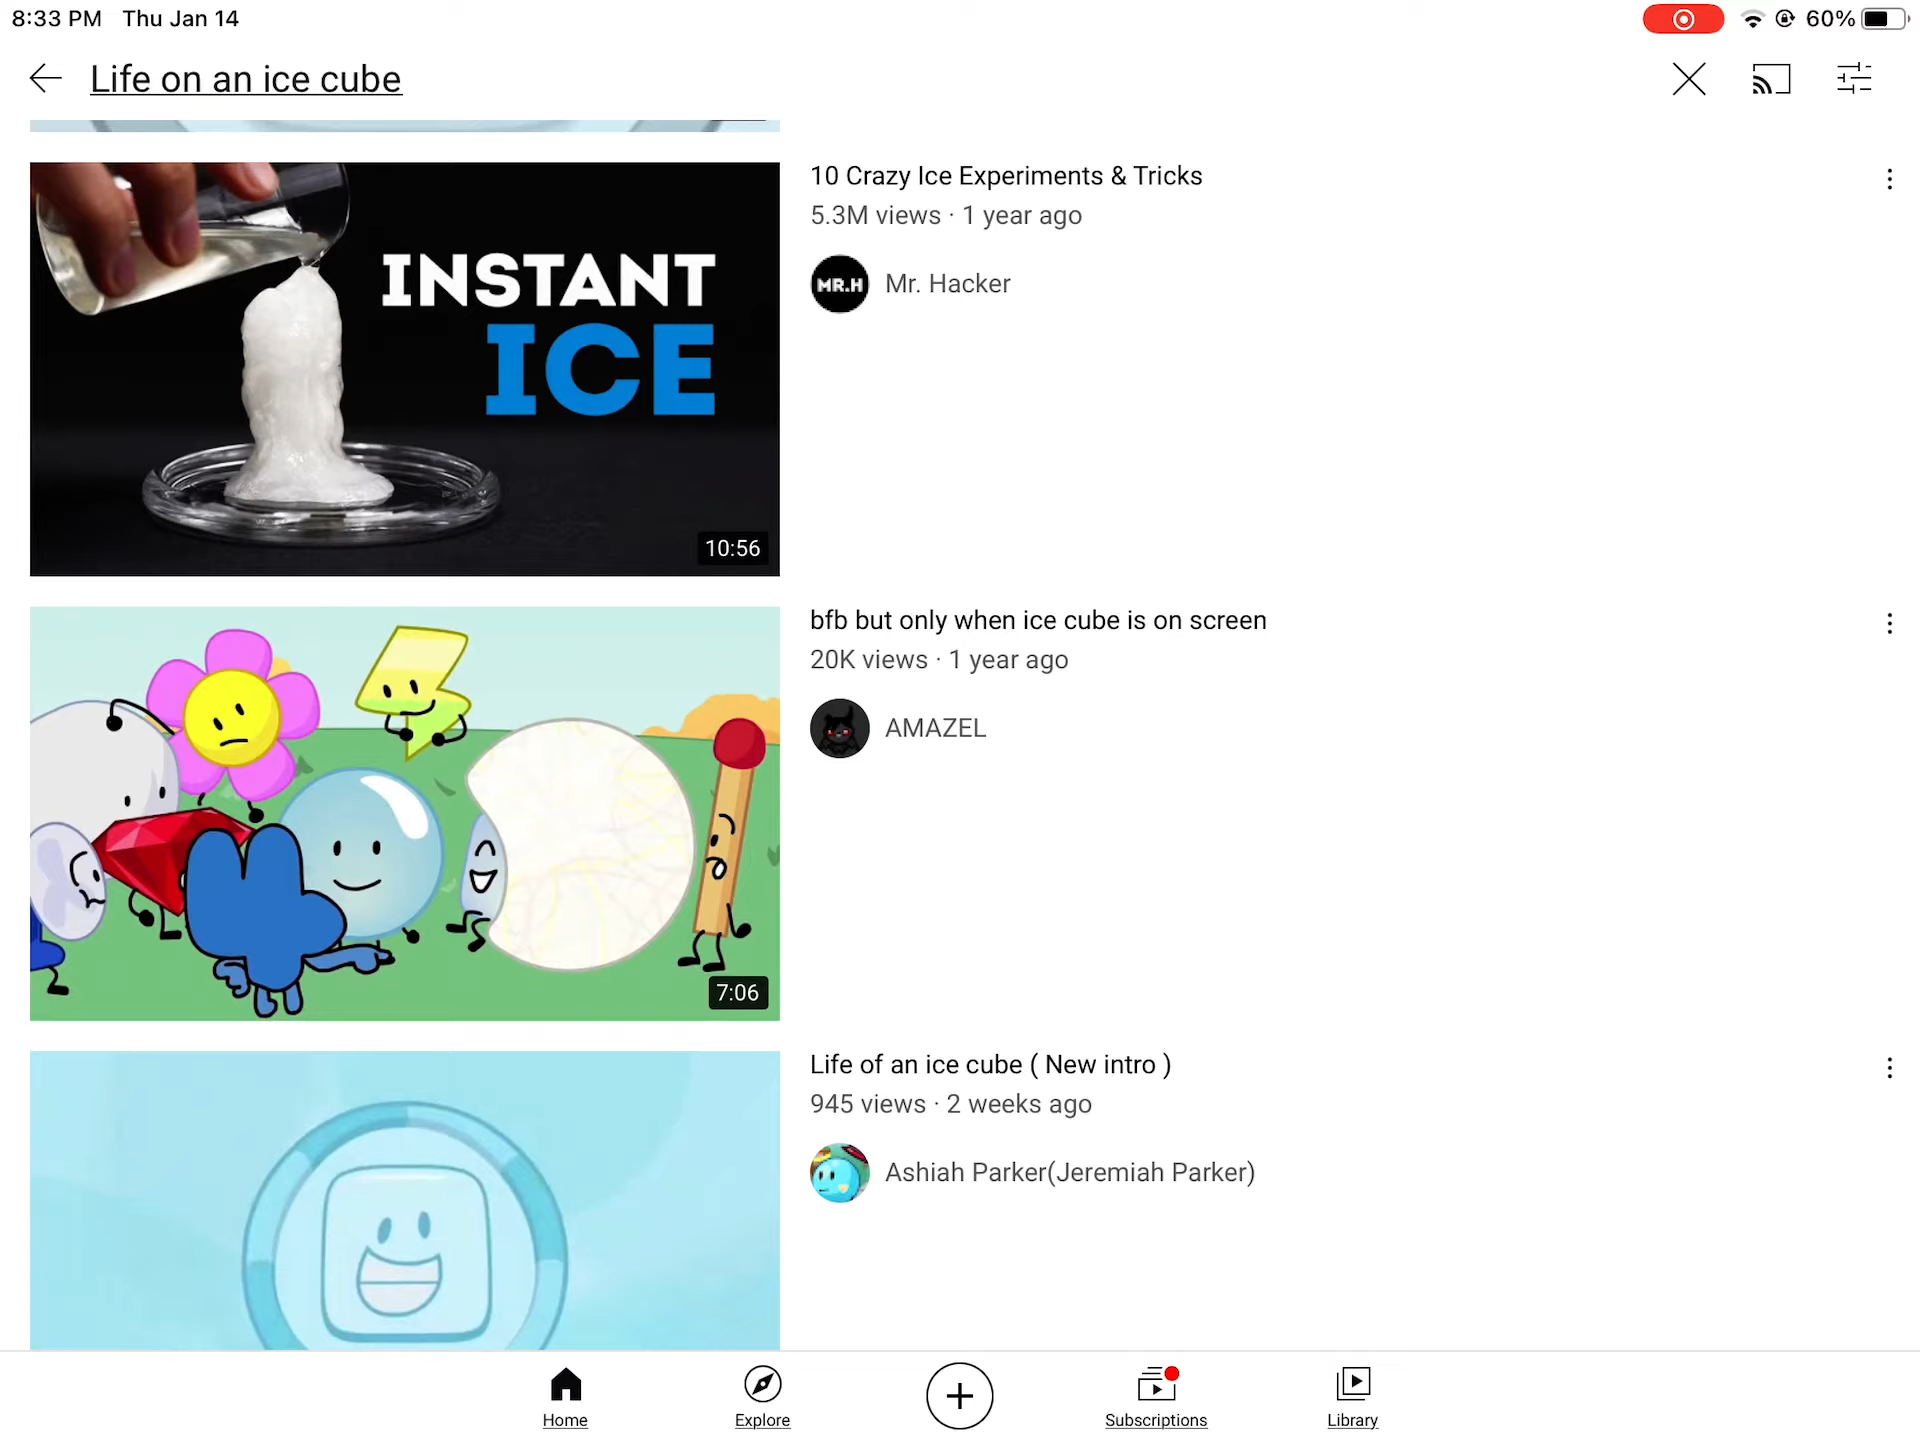 8:33 PM Thu Jan 14
60%
Life on an ice cube
INSTANT
ICE
10:56
10 Crazy Ice Experiments & Tricks
5.3M views · 1 year ago
MR.H
Mr. Hacker
7:06
bfb but only when ice cube is on screen
20K views · 1 year ago
AMAZEL
Life of an ice cube ( New intro )
945 views · 2 weeks ago
Ashiah Parker(Jeremiah Parker)
Home
Explore
Subscriptions
Library